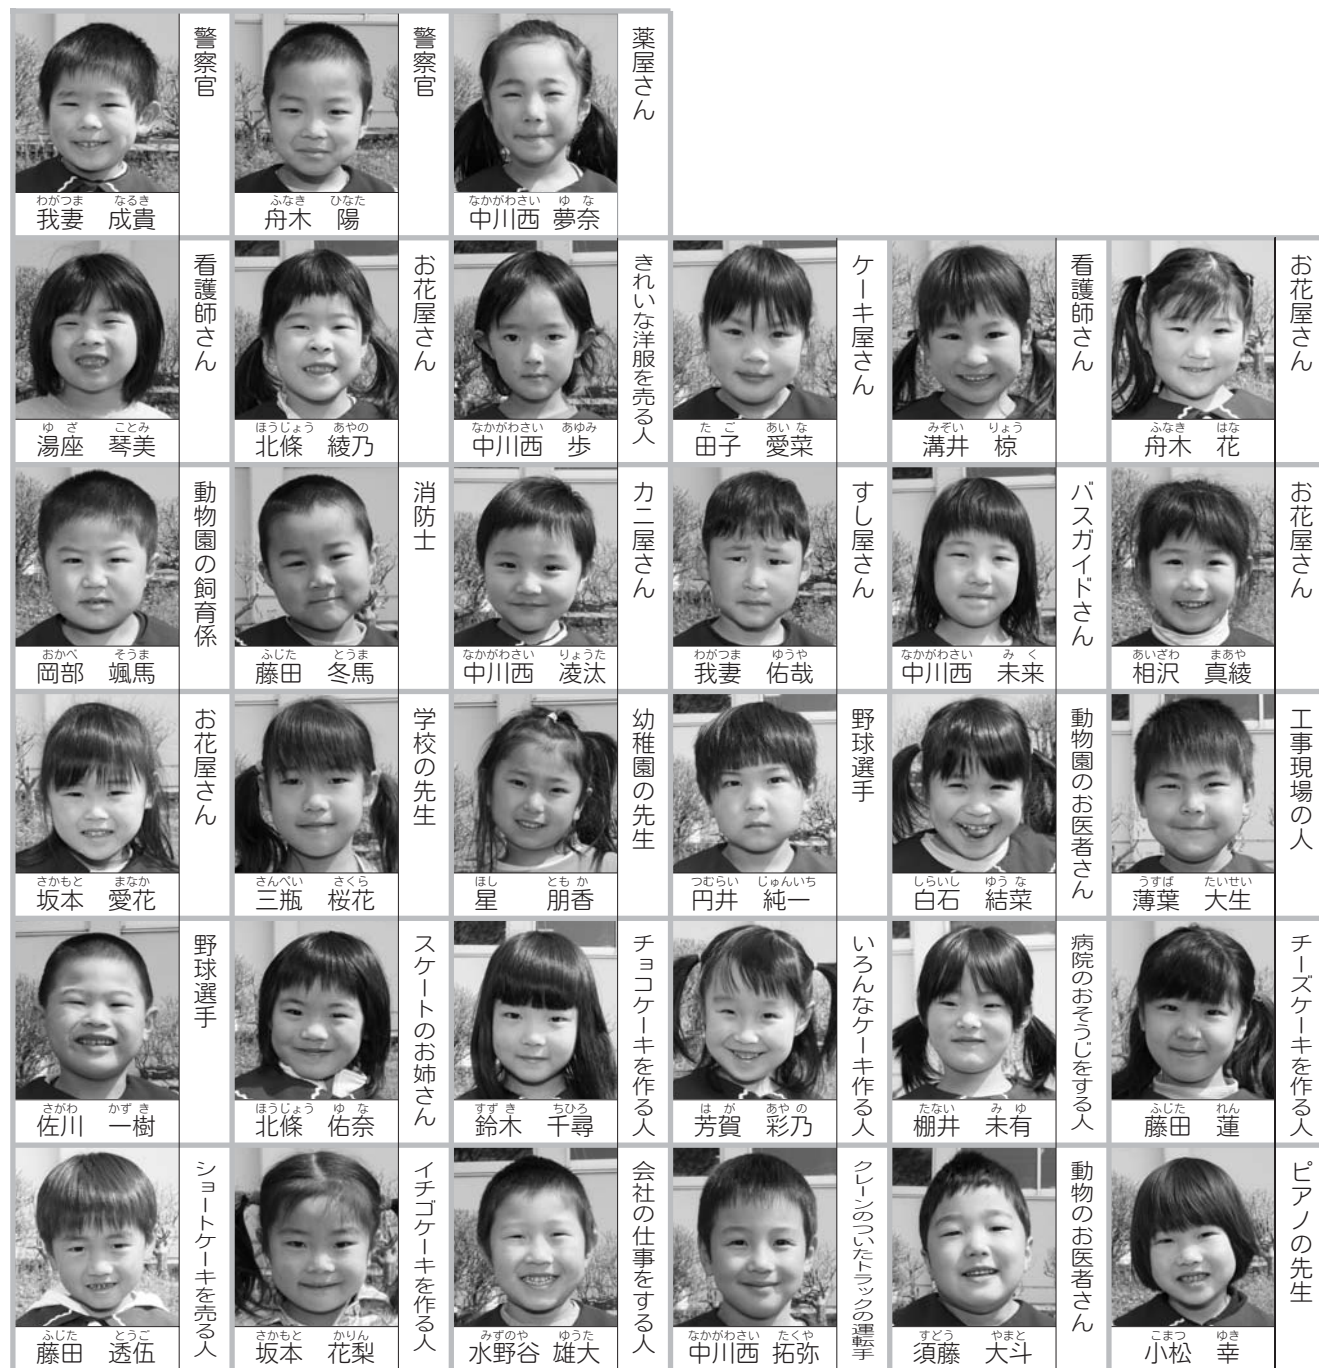 警察官
わがつま なるき
我妻 成貴
警察官
ふなき ひなた
舟木 陽
薬屋さん
なかがわさい ゆな
中川西 夢奈
看護師さん
ゆざ ことみ
湯座 琴美
お花屋さん
ほうじょう あやの
北條 綾乃
きれいな洋服を売る人
なかがわさい あゆみ
中川西 歩
ケーキ屋さん
たご あいな
田子 愛菜
看護師さん
みぞい りょう
溝井 椋
お花屋さん
ふなき はな
舟木 花
動物園の飼育係
おかべ そうま
岡部 颯馬
消防士
ふじた とうま
藤田 冬馬
カニ屋さん
なかがわさい りょうた
中川西 凌汰
すし屋さん
わがつま ゆうや
我妻 佑哉
バスガイドさん
なかがわさい みく
中川西 未来
お花屋さん
あいざわ まあや
相沢 真綾
お花屋さん
さかもと まなか
坂本 愛花
学校の先生
さんぺい さくら
三瓶 桜花
幼稚園の先生
ほし ともか
星 朋香
野球選手
つむらい じゅんいち
円井 純一
動物園のお医者さん
しらいし ゆうな
白石 結菜
工事現場の人
うすば たいせい
薄葉 大生
野球選手
さがわ かずき
佐川 一樹
スケートのお姉さん
ほうじょう ゆな
北條 佑奈
チョコケーキを作る人
すずき ちひろ
鈴木 千尋
いろんなケーキ作る人
はが あやの
芳賀 彩乃
病院のおそうじをする人
たない みゆ
棚井 未有
チーズケーキを作る人
ふじた れん
藤田 蓮
ショートケーキを売る人
ふじた とうご
藤田 透伍
イチゴケーキを作る人
さかもと かりん
坂本 花梨
会社の仕事をする人
みずのや ゆうた
水野谷 雄大
クレーンのついたトラックの運転手
なかがわさい たくや
中川西 拓弥
動物のお医者さん
すどう やまと
須藤 大斗
ピアノの先生
こまつ ゆき
小松 幸